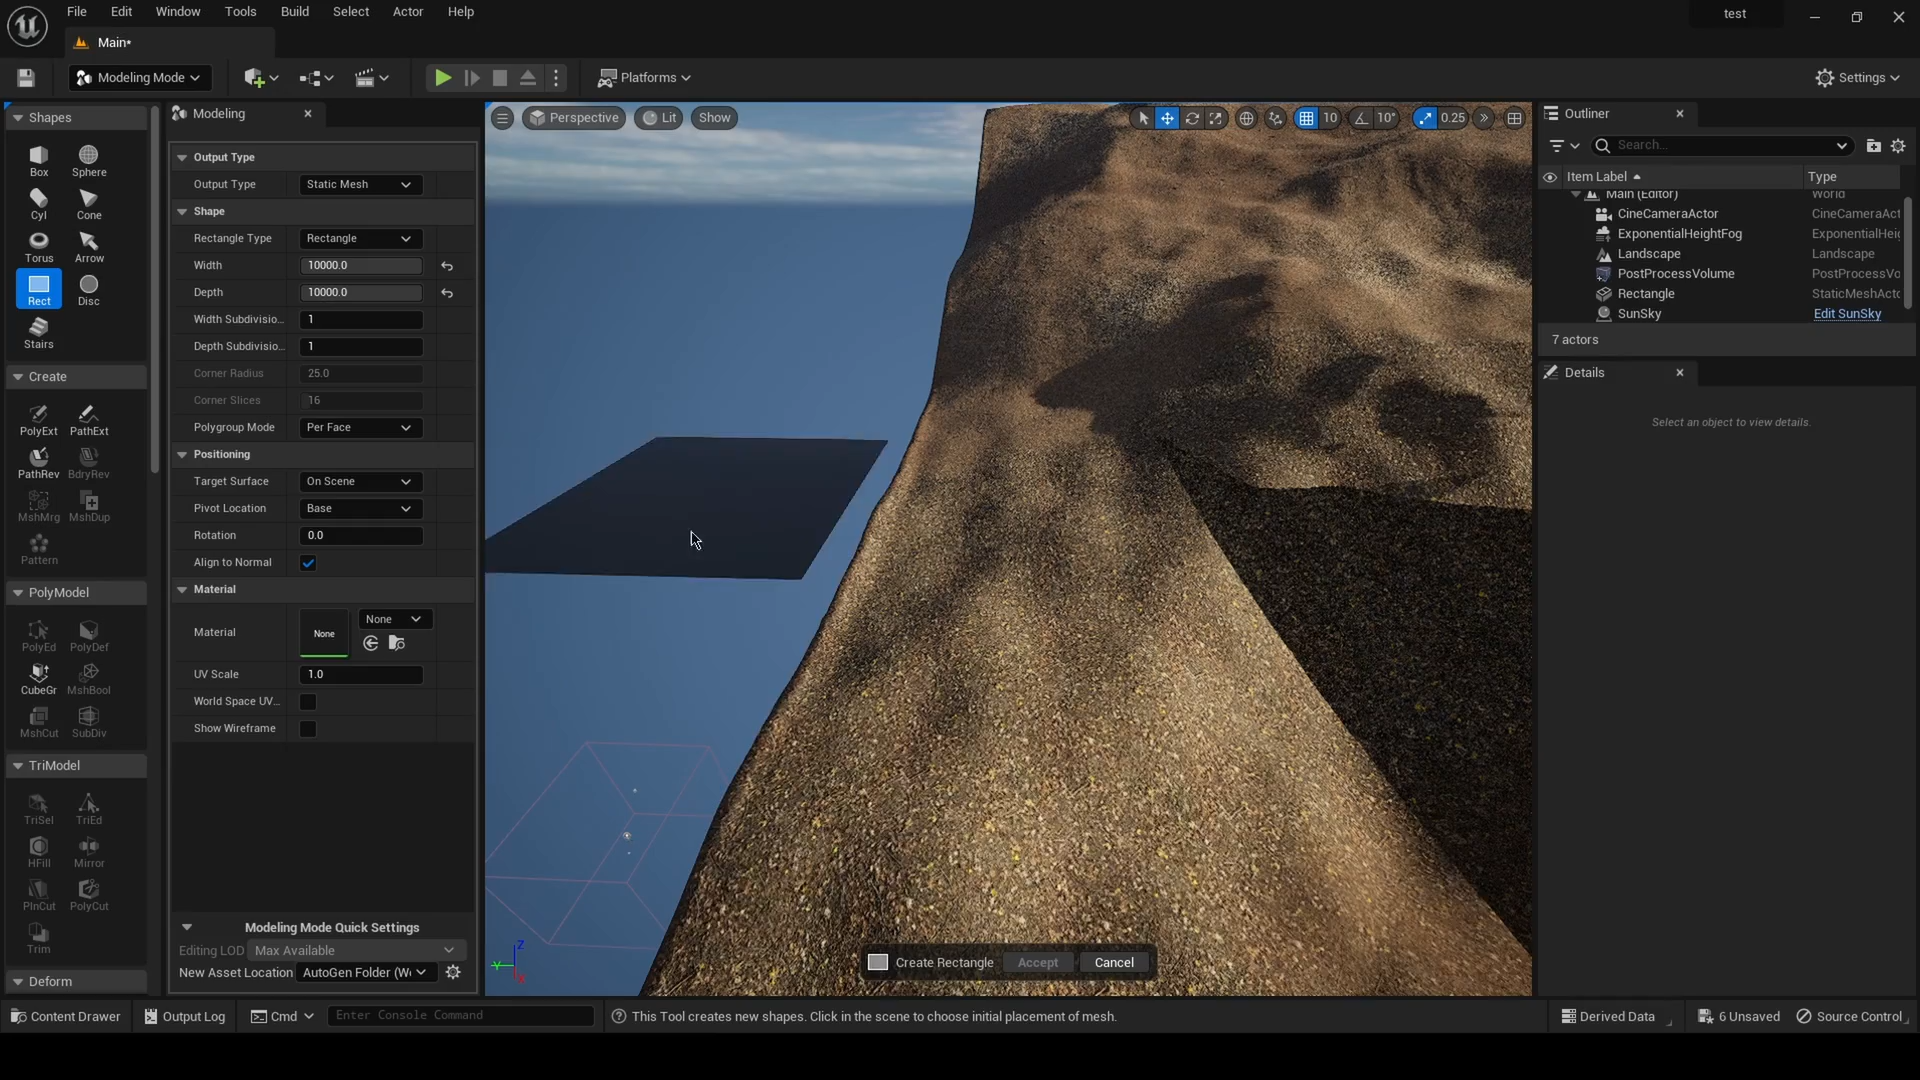 File Edit Window Tools Build Select Actor Help
test
Main*
Modeling Mode
Platforms
Settings
Shapes
Box Sphere
Cyl Cone
Torus Arrow
Rect Disc
Stairs
Create
PolyExt PathExt
PathRev BdryRev
MshMrg MshDup
Pattern
PolyModel
PolyEd PolyDef
CubeGr MshBool
MshCut SubDiv
TriModel
TriSel TriEd
HFill Mirror
PlnCut PolyCut
Trim
Deform
Modeling
Output Type
Output Type Static Mesh
Shape
Rectangle Type Rectangle
Width 10000.0
Depth 10000.0
Width Subdivisio... 1
Depth Subdivisio... 1
Corner Radius 25.0
Corner Slices 16
Polygroup Mode Per Face
Positioning
Target Surface On Scene
Pivot Location Base
Rotation 0.0
Align to Normal
Material
Material None None
UV Scale 1.0
World Space UV...
Show Wireframe
Modeling Mode Quick Settings
Editing LOD Max Available
New Asset Location AutoGen Folder (W
Perspective Lit Show
10 10° 0.25
Z
Y
X
Create Rectangle Accept Cancel
Outliner
Search...
Item Label Type
Main (Editor) World
CineCameraActor CineCameraAct
ExponentialHeightFog ExponentialHeig
Landscape Landscape
PostProcessVolume PostProcessVo
Rectangle StaticMeshActo
SunSky Edit SunSky
7 actors
Details
Select an object to view details.
Content Drawer Output Log Cmd Enter Console Command This Tool creates new shapes. Click in the scene to choose initial placement of mesh. Derived Data 6 Unsaved Source Control